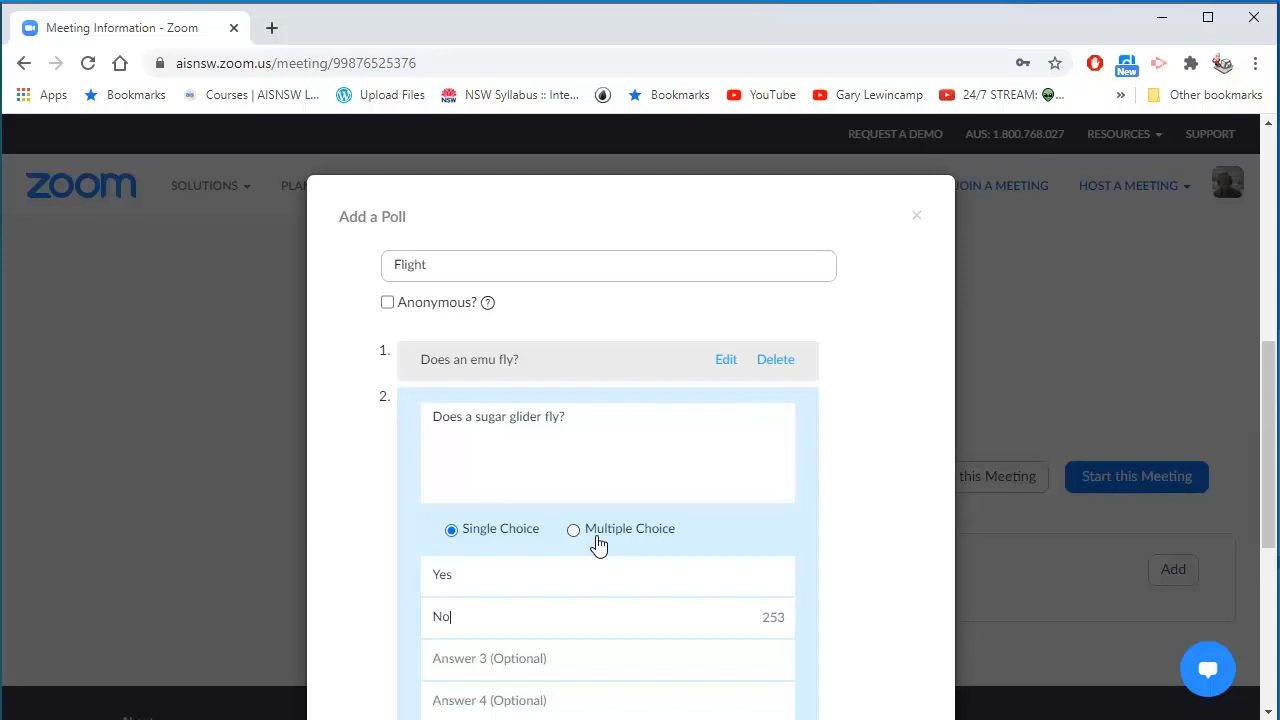 Meeting Information - Zoom
aisnsw.zoom.us/meeting/99876525376
New
Apps
Bookmarks
Courses | AISNSW L...
Upload Files
NSW Syllabus :: Inte...
Bookmarks
YouTube
Gary Lewincamp
24/7 STREAM: 👽...
»
Other bookmarks
REQUEST A DEMO
AUS: 1.800.768.027
RESOURCES
SUPPORT
zoom
SOLUTIONS
PLAN
JOIN A MEETING
HOST A MEETING
Add a Poll
×
Flight
Anonymous? ?
1.
Does an emu fly?
Edit
Delete
2.
Does a sugar glider fly?
this Meeting
Start this Meeting
Single Choice
Multiple Choice
Yes
Add
No
253
Answer 3 (Optional)
Answer 4 (Optional)